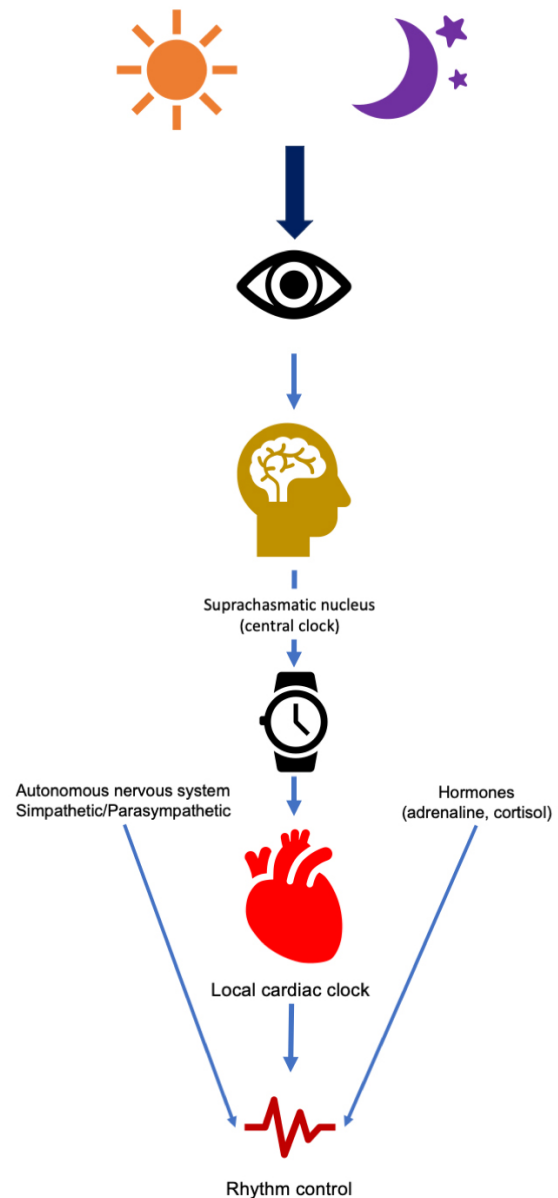 Suprachasmatic nucleus
(central clock)
Autonomous nervous system
Simpathetic/Parasympathetic
Hormones
(adrenaline, cortisol)
Local cardiac clock
Rhythm control